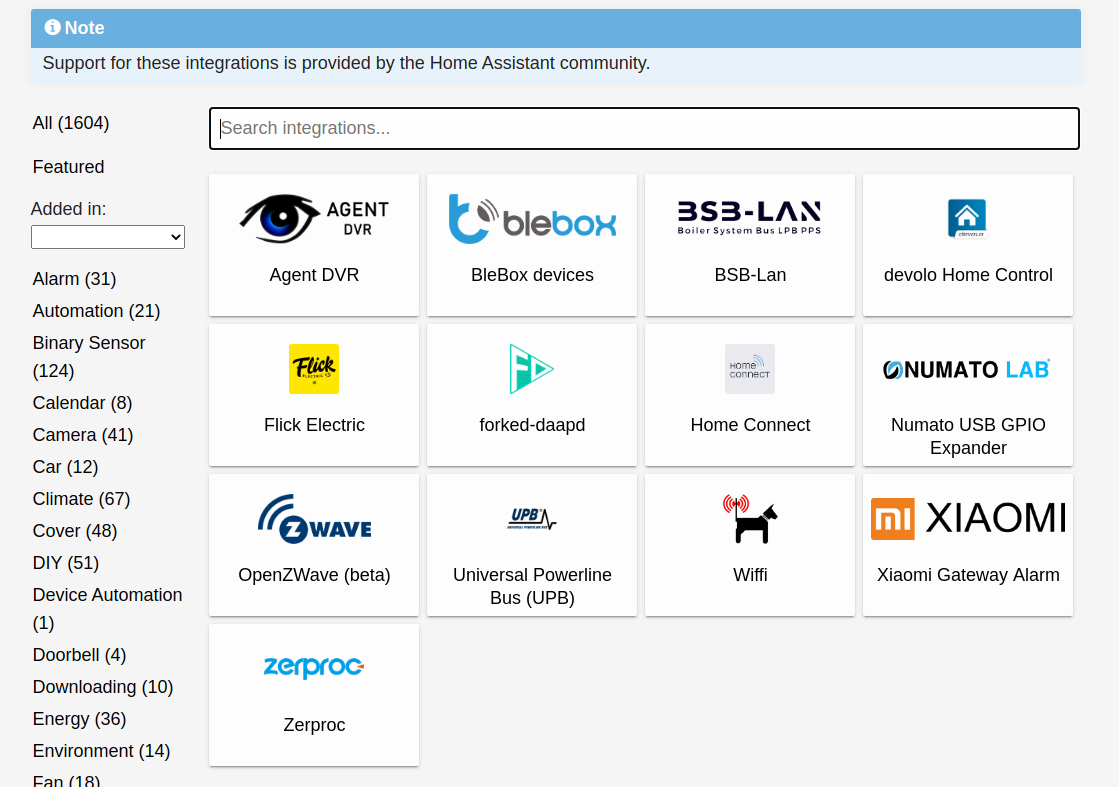 Note
Support for these integrations is provided by the Home Assistant community.
All (1604)
Featured
Added in:
Alarm (31)
Automation (21)
Binary Sensor
(124)
Calendar (8)
Camera (41)
Car (12)
Climate (67)
Cover (48)
DIY (51)
Device Automation
(1)
Doorbell (4)
Downloading (10)
Energy (36)
Environment (14)
Fan (18)
Search integrations...
AGENT
DVR
Agent DVR
blebox
BleBox devices
BSB-LAN
Boiler System Bus LPB PPS
BSB-Lan
devolo
devolo Home Control
Flick
ELECTRIC
Flick Electric
forked-daapd
HOME
CONNECT
Home Connect
NUMATO LAB
Numato USB GPIO
Expander
Z WAVE
OpenZWave (beta)
UPB
UNIVERSAL POWERLINE BUS
Universal Powerline
Bus (UPB)
Wiffi
mi XIAOMI
Xiaomi Gateway Alarm
zerproc
Zerproc